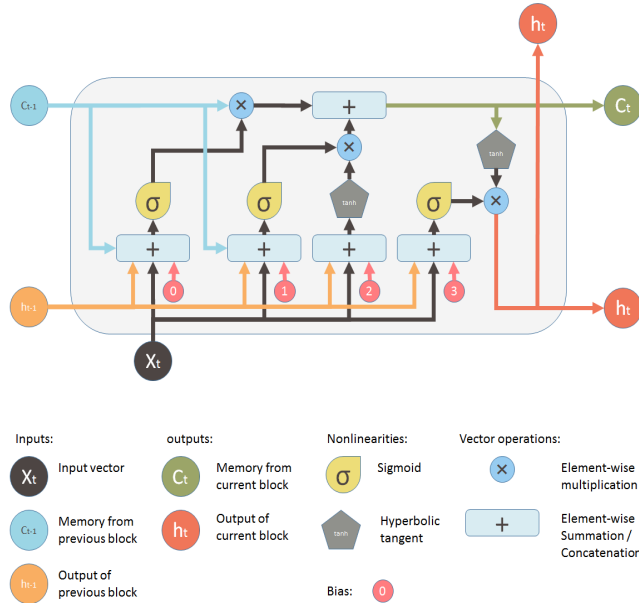 ht
Ct-1
×
+
Ct
tanh
×
σ
σ
tanh
σ
×
+
+
+
+
0
1
2
3
ht-1
ht
Xt
Inputs:
outputs:
Nonlinearities:
Vector operations:
Xt
Input vector
Ct
Memory from
current block
σ
Sigmoid
×
Element-wise
multiplication
Ct-1
Memory from
previous block
ht
Output of
current block
tanh
Hyperbolic
tangent
+
Element-wise
Summation /
Concatenation
ht-1
Output of
previous block
Bias:
0